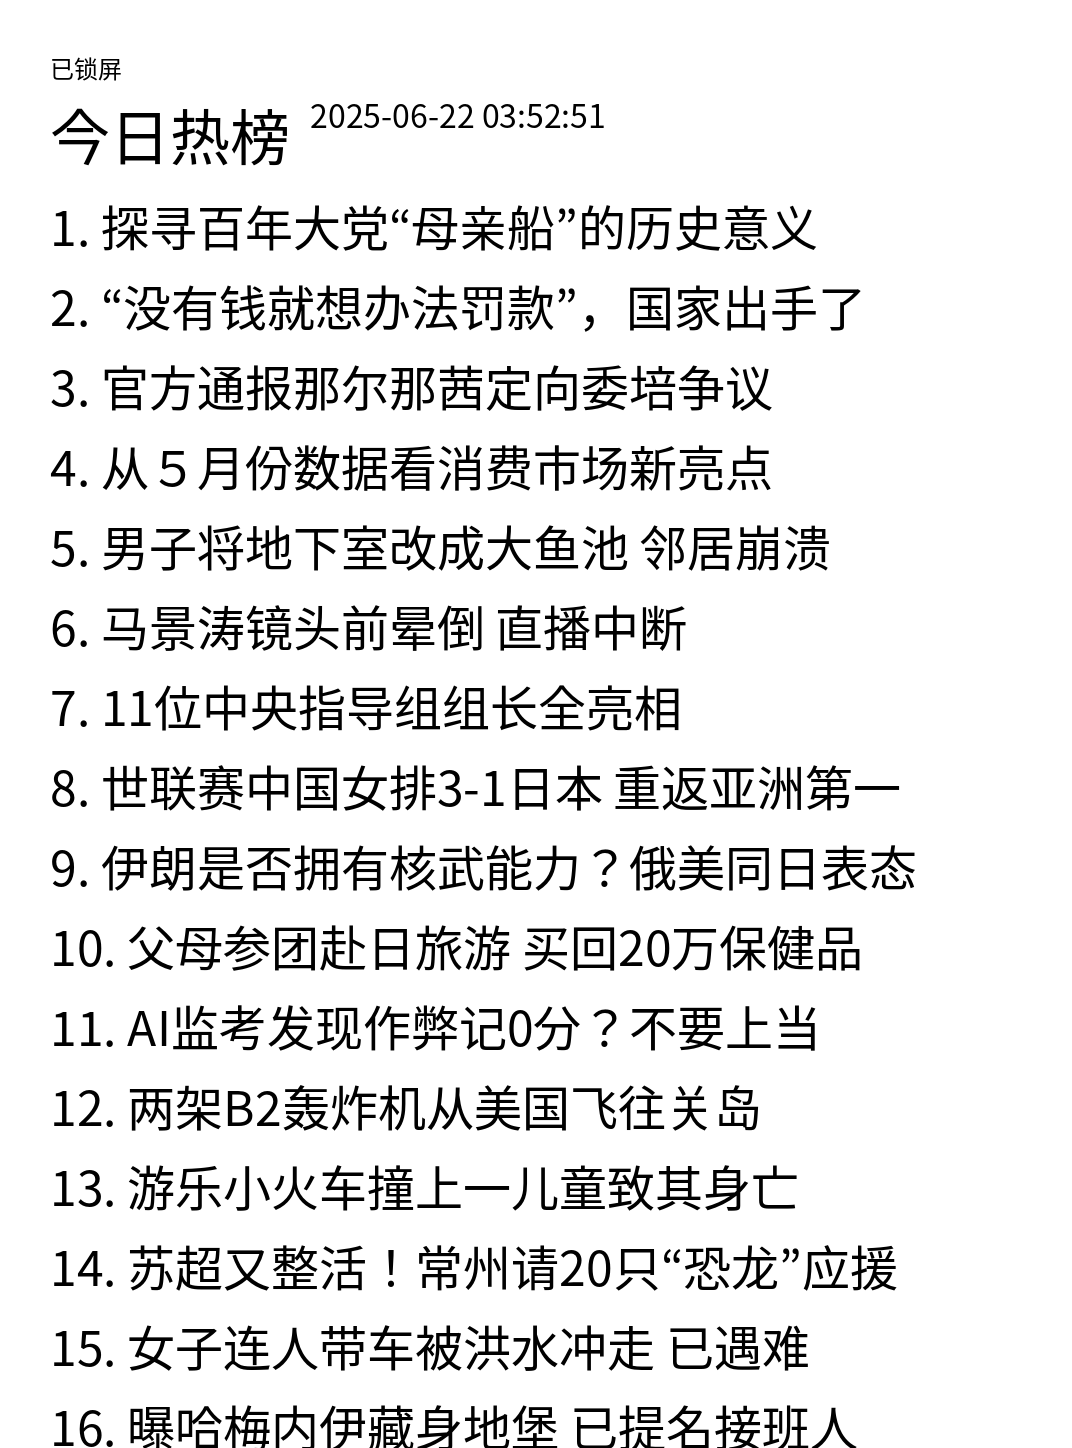 已锁屏
今日热榜 2025-06-22 03:52:51
1. 探寻百年大党“母亲船”的历史意义
2. “没有钱就想办法罚款”，国家出手了
3. 官方通报那尔那茜定向委培争议
4. 从５月份数据看消费市场新亮点
5. 男子将地下室改成大鱼池 邻居崩溃
6. 马景涛镜头前晕倒 直播中断
7. 11位中央指导组组长全亮相
8. 世联赛中国女排3-1日本 重返亚洲第一
9. 伊朗是否拥有核武能力？俄美同日表态
10. 父母参团赴日旅游 买回20万保健品
11. AI监考发现作弊记0分？不要上当
12. 两架B2轰炸机从美国飞往关岛
13. 游乐小火车撞上一儿童致其身亡
14. 苏超又整活！常州请20只“恐龙”应援
15. 女子连人带车被洪水冲走 已遇难
16. 曝哈梅内伊藏身地堡 已提名接班人